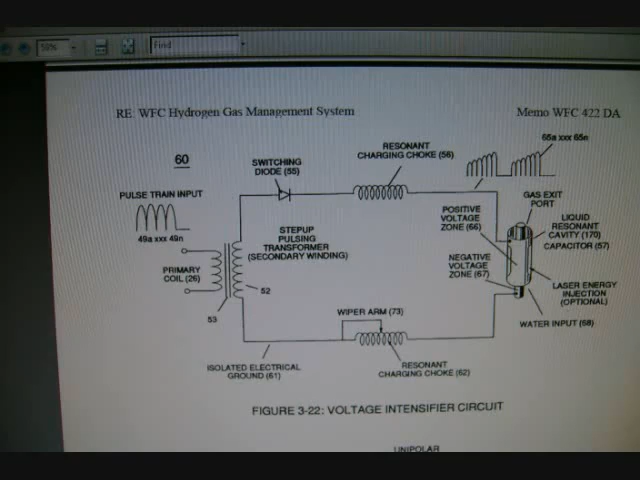 56%
Find
RE: WFC Hydrogen Gas Management System
Memo WFC 422 DA
60
SWITCHING
DIODE (55)
RESONANT
CHARGING CHOKE (56)
65a xxx 65n
PULSE TRAIN INPUT
49a xxx 49n
STEPUP
PULSING
TRANSFORMER
(SECONDARY WINDING)
POSITIVE
VOLTAGE
ZONE (66)
GAS EXIT
PORT
LIQUID
RESONANT
CAVITY (170)
CAPACITOR (57)
NEGATIVE
VOLTAGE
ZONE (67)
PRIMARY
COIL (26)
52
53
LASER ENERGY
INJECTION
(OPTIONAL)
WIPER ARM (73)
WATER INPUT (68)
ISOLATED ELECTRICAL
GROUND (61)
RESONANT
CHARGING CHOKE (62)
FIGURE 3-22: VOLTAGE INTENSIFIER CIRCUIT
UNIPOLAR